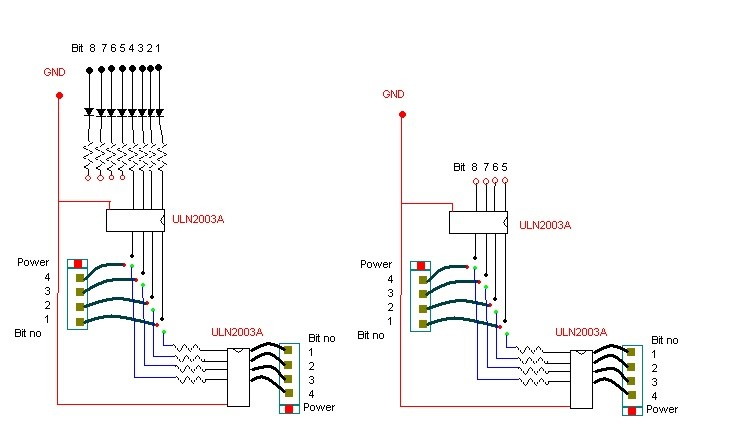 Bit 8 7 6 5 4 3 2 1
GND
ULN2003A
Power
4
3
2
1
Bit no
ULN2003A
Bit no
1
2
3
4
Power
GND
Bit 8 7 6 5
ULN2003A
Power
4
3
2
1
Bit no
ULN2003A
Bit no
1
2
3
4
Power